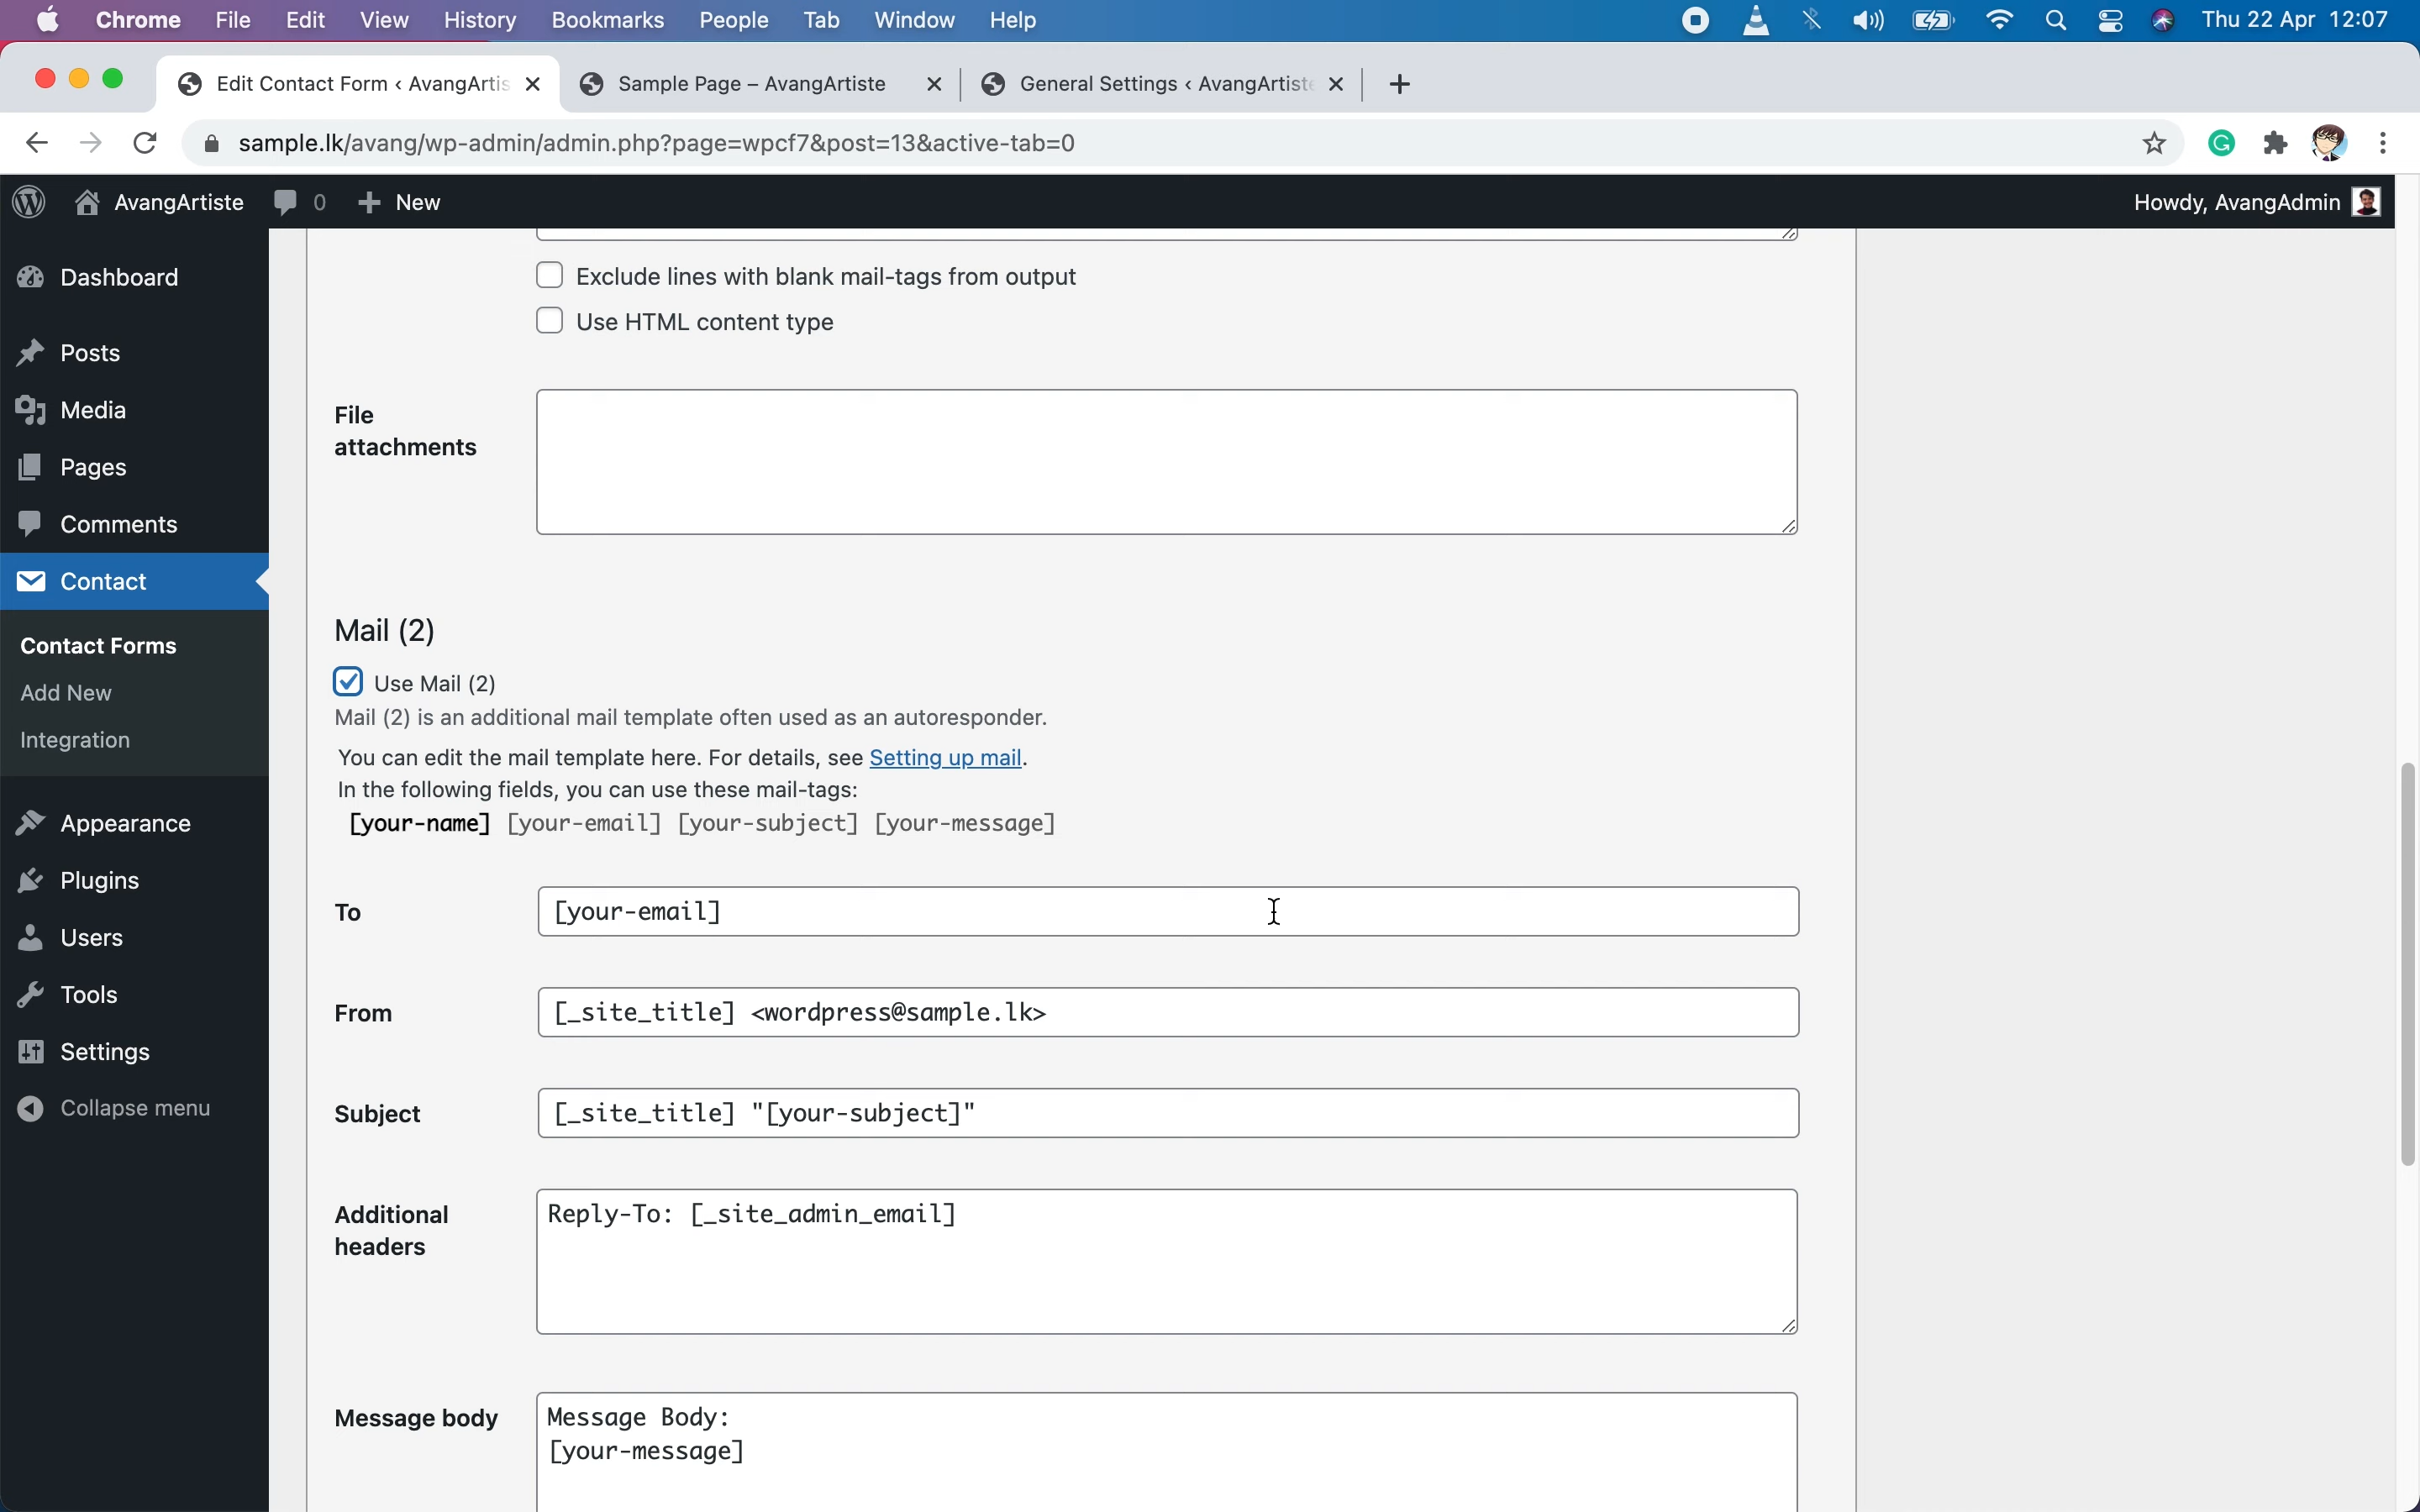 Chrome File Edit View History Bookmarks People Tab Window Help Thu 22 Apr 12:07
Edit Contact Form ‹ AvangArtis Sample Page – AvangArtiste General Settings ‹ AvangArtiste
sample.lk/avang/wp-admin/admin.php?page=wpcf7&post=13&active-tab=0
AvangArtiste 0 New Howdy, AvangAdmin
Dashboard
Posts
Media
Pages
Comments
Contact
Contact Forms
Add New
Integration
Appearance
Plugins
Users
Tools
Settings
Collapse menu
Exclude lines with blank mail-tags from output
Use HTML content type
File
attachments
Mail (2)
Use Mail (2)
Mail (2) is an additional mail template often used as an autoresponder.
You can edit the mail template here. For details, see Setting up mail.
In the following fields, you can use these mail-tags:
[your-name] [your-email] [your-subject] [your-message]
To [your-email]
From [_site_title] <wordpress@sample.lk>
Subject [_site_title] "[your-subject]"
Additional
headers
Reply-To: [_site_admin_email]
Message body
Message Body:
[your-message]